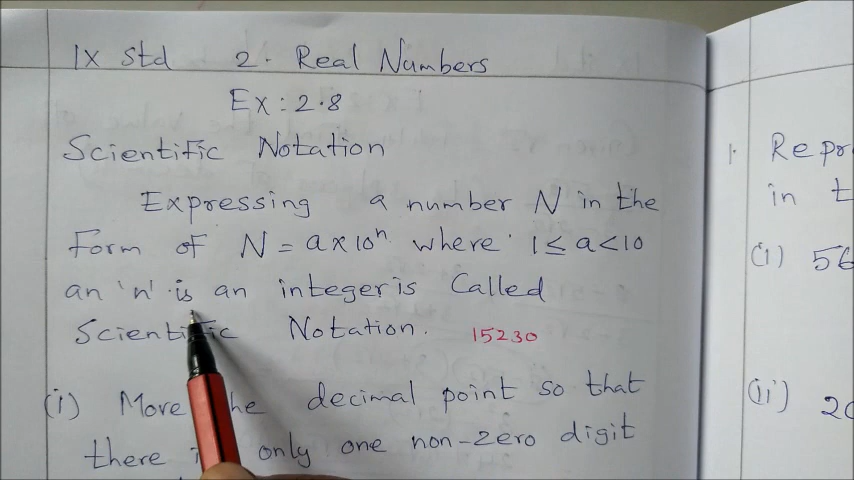 IX std 2. Real Numbers
Ex: 2.8
Scientific Notation
Expressing a number N in the
form of N = a x 10ⁿ where 1 ≤ a < 10
an 'n' is an integer is called
Scientific Notation. 15230
(i) Move the decimal point so that
there only one non-zero digit
1.
in
(i) 56
(ii) 20